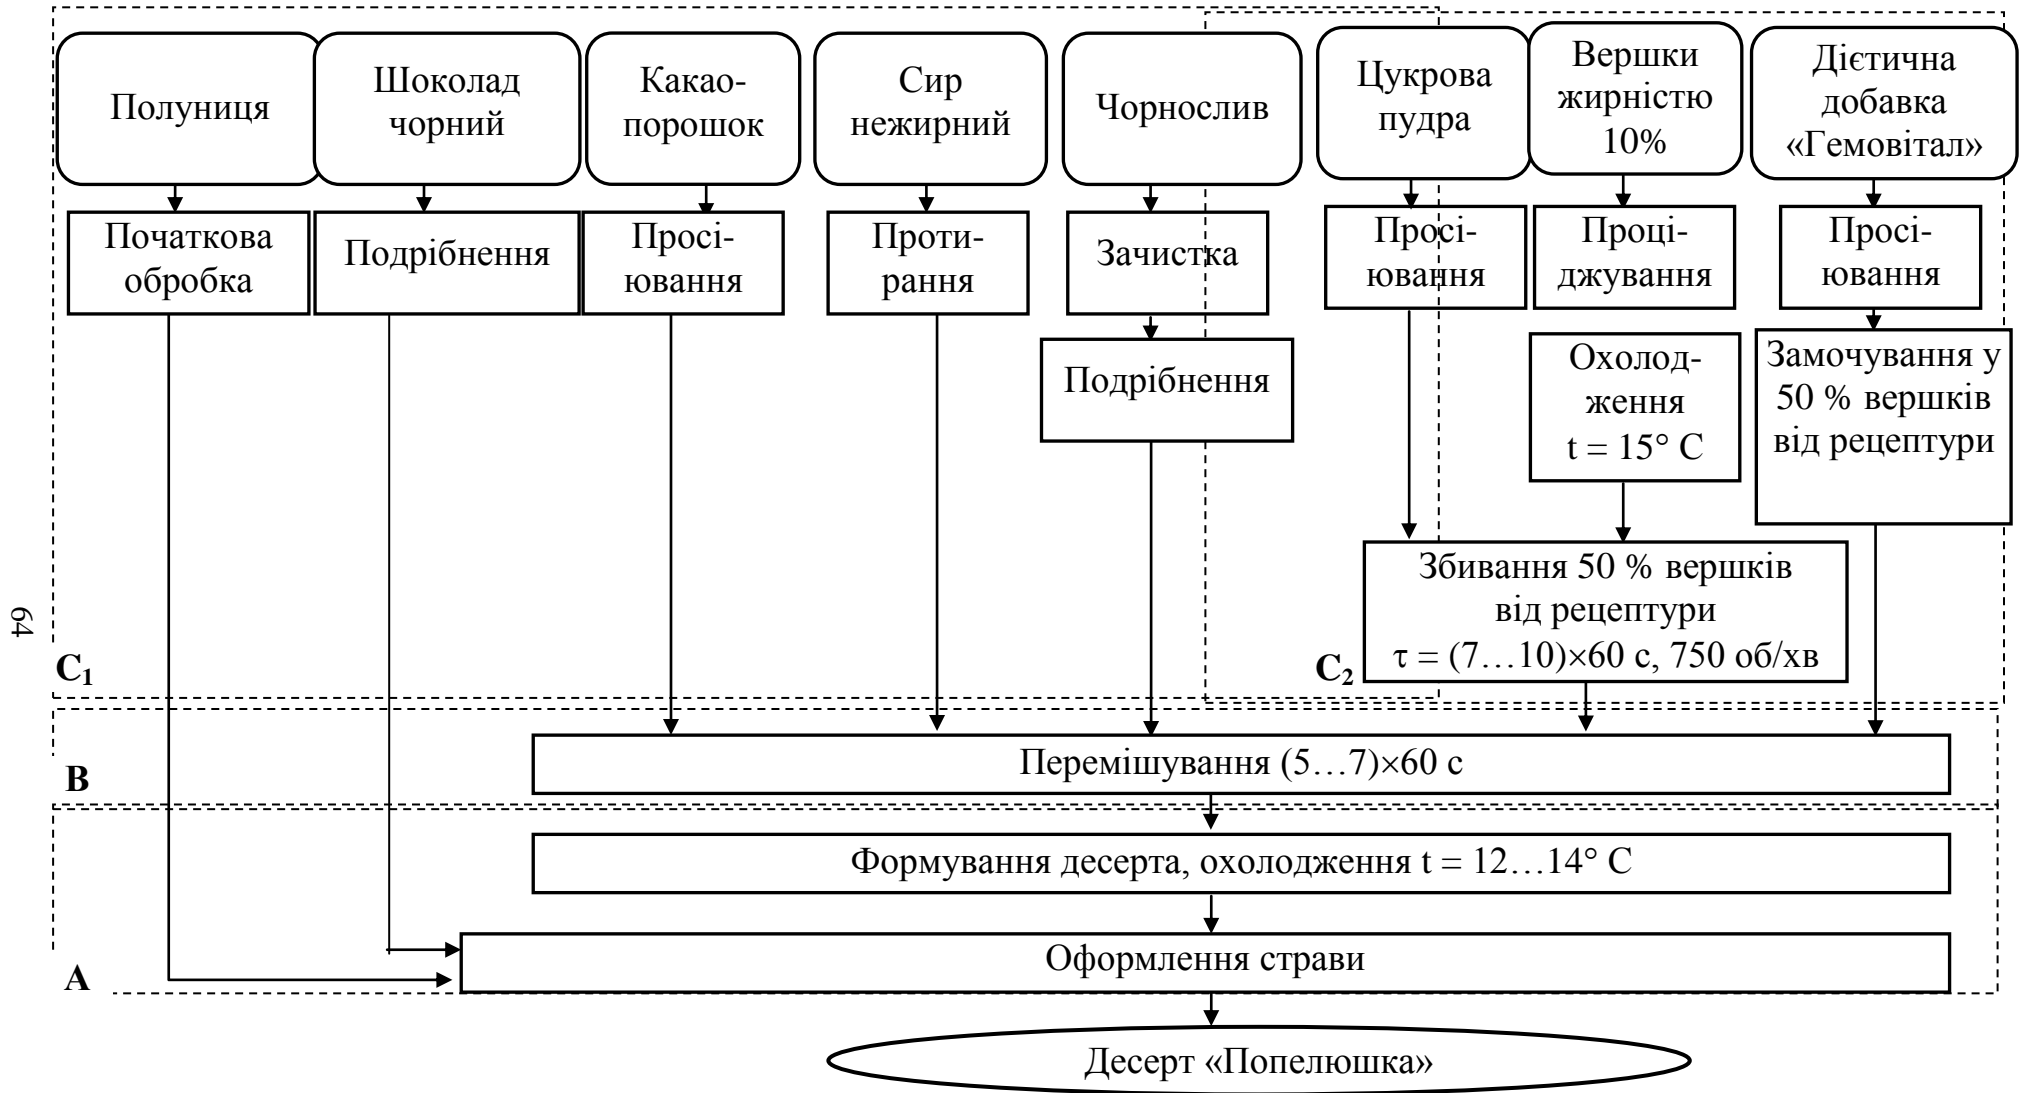 Полуниця
Шоколад
чорний
Какао-
порошок
Сир
нежирний
Чорнослив
Цукрова
пудра
Вершки
жирністю
10%
Дієтична
добавка
«Гемовітал»
Початкова
обробка
Подрібнення
Просі-
ювання
Проти-
рання
Зачистка
Просі-
ювання
Проці-
джування
Просі-
ювання
Подрібнення
Охолод-
ження
t = 15° С
Замочування у
50 % вершків
від рецептури
Збивання 50 % вершків
від рецептури
τ = (7…10)×60 с, 750 об/хв
64
С₁
С₂
Перемішування (5…7)×60 с
В
Формування десерта, охолодження t = 12…14° С
Оформлення страви
А
Десерт «Попелюшка»